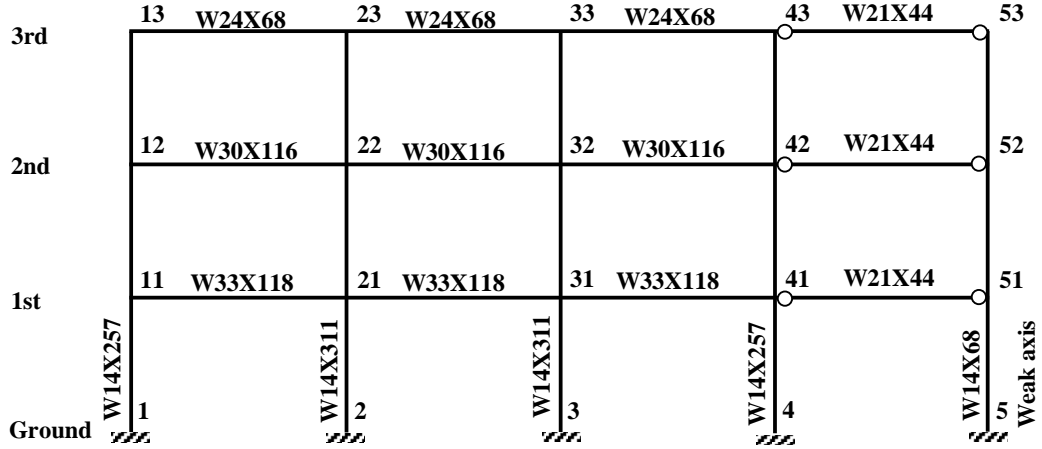 13 W24X68 23 W24X68 33 W24X68 43 W21X44 53
3rd
12 W30X116 22 W30X116 32 W30X116 42 W21X44 52
2nd
11 W33X118 21 W33X118 31 W33X118 41 W21X44 51
1st
W14X257 W14X311 W14X311 W14X257 W14X68 Weak axis
1 2 3 4 5
Ground